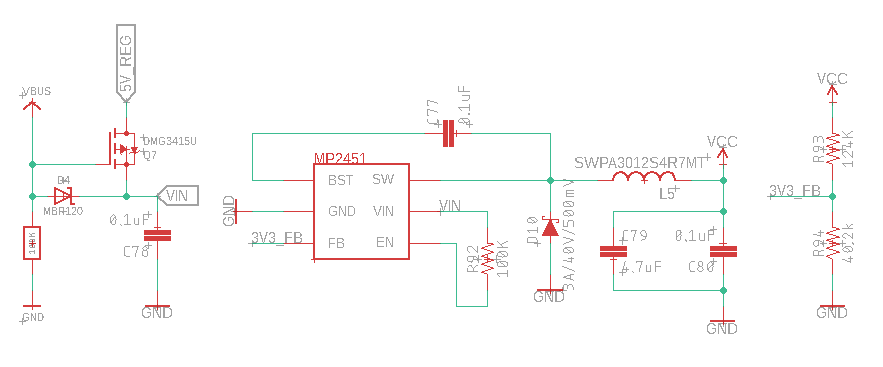 5V_REG
VBUS
DMG3415U
Q7
D4
MBR120
VIN
0.1uF
C78
100K
GND
GND
C77
0.1uF
MP2451
BST
SW
GND
VIN
FB
EN
GND
3V3_FB
VIN
R92
100K
D10
3A/40V/500mV
GND
SWPA3012S4R7MT
L5
VCC
C79
4.7uF
0.1uF
C80
GND
VCC
R93
124K
3V3_FB
R94
40.2k
GND